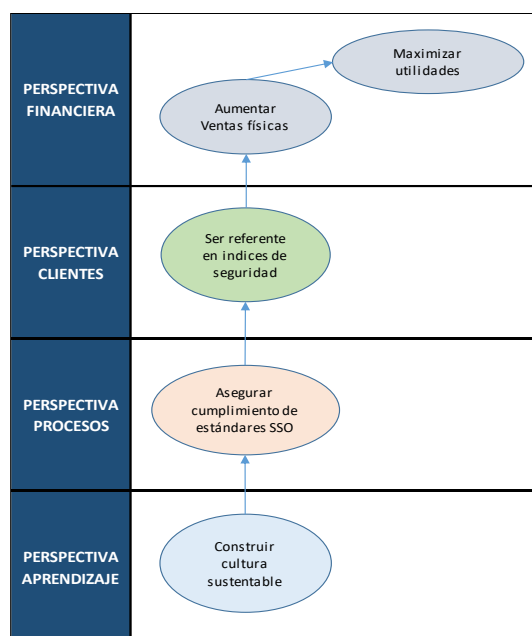 PERSPECTIVA
FINANCIERA
Maximizar
utilidades
Aumentar
Ventas físicas
PERSPECTIVA
CLIENTES
Ser referente
en indices de
seguridad
PERSPECTIVA
PROCESOS
Asegurar
cumplimiento de
estándares SSO
PERSPECTIVA
APRENDIZAJE
Construir
cultura
sustentable